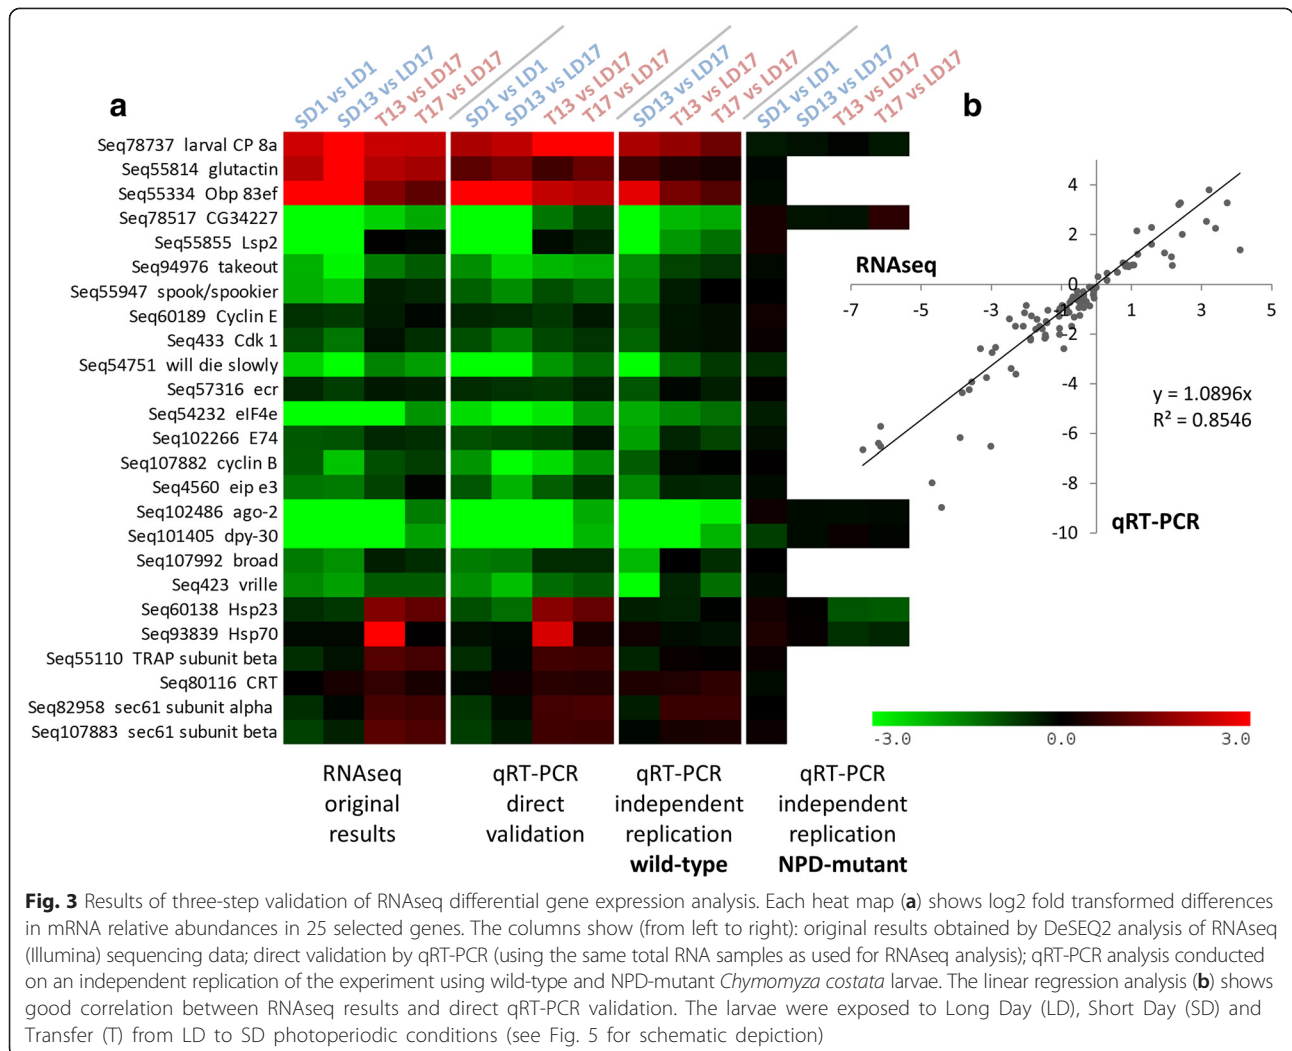 a
SD1 vs LD1
SD13 vs LD17
T13 vs LD17
T17 vs LD17
SD1 vs LD1
SD13 vs LD17
T13 vs LD17
T17 vs LD17
SD13 vs LD17
T13 vs LD17
T17 vs LD17
SD1 vs LD1
SD13 vs LD17
T13 vs LD17
T17 vs LD17
Seq78737 larval CP 8a
Seq55814 glutactin
Seq55334 Obp 83ef
Seq78517 CG34227
Seq55855 Lsp2
Seq94976 takeout
Seq55947 spook/spookier
Seq60189 Cyclin E
Seq433 Cdk 1
Seq54751 will die slowly
Seq57316 ecr
Seq54232 eIF4e
Seq102266 E74
Seq107882 cyclin B
Seq4560 eip e3
Seq102486 ago-2
Seq101405 dpy-30
Seq107992 broad
Seq423 vrille
Seq60138 Hsp23
Seq93839 Hsp70
Seq55110 TRAP subunit beta
Seq80116 CRT
Seq82958 sec61 subunit alpha
Seq107883 sec61 subunit beta
RNAseq
original
results
qRT-PCR
direct
validation
qRT-PCR
independent
replication
wild-type
qRT-PCR
independent
replication
NPD-mutant
-3.0 0.0 3.0
b
4
2
0
-2
-4
-6
-8
-10
-7 -5 -3 -1 1 3 5
RNAseq
y = 1.0896x
R² = 0.8546
qRT-PCR
Fig. 3 Results of three-step validation of RNAseq differential gene expression analysis. Each heat map (a) shows log2 fold transformed differences
in mRNA relative abundances in 25 selected genes. The columns show (from left to right): original results obtained by DeSEQ2 analysis of RNAseq
(Illumina) sequencing data; direct validation by qRT-PCR (using the same total RNA samples as used for RNAseq analysis); qRT-PCR analysis conducted
on an independent replication of the experiment using wild-type and NPD-mutant Chymomyza costata larvae. The linear regression analysis (b) shows
good correlation between RNAseq results and direct qRT-PCR validation. The larvae were exposed to Long Day (LD), Short Day (SD) and
Transfer (T) from LD to SD photoperiodic conditions (see Fig. 5 for schematic depiction)